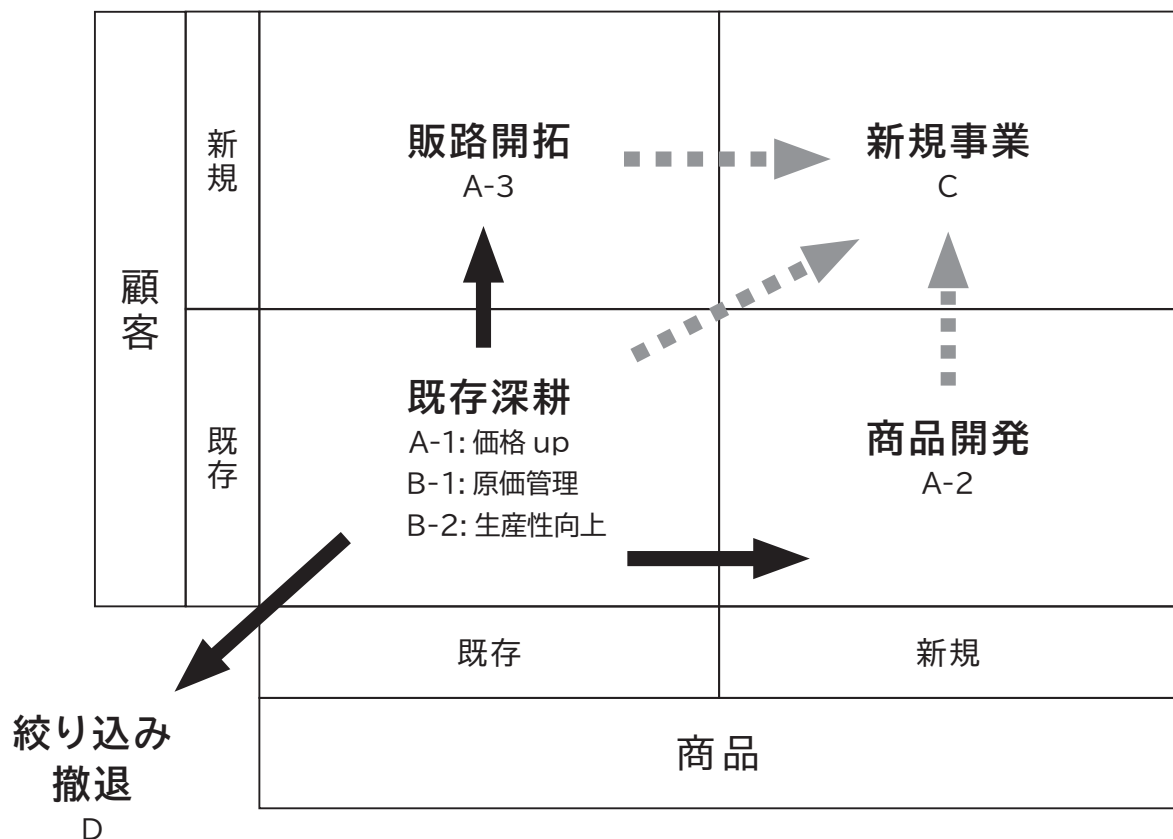 顧客
新規
販路開拓
A-3
新規事業
C
既存
既存深耕
A-1: 価格 up
B-1: 原価管理
B-2: 生産性向上
商品開発
A-2
既存
新規
商品
絞り込み
撤退
D